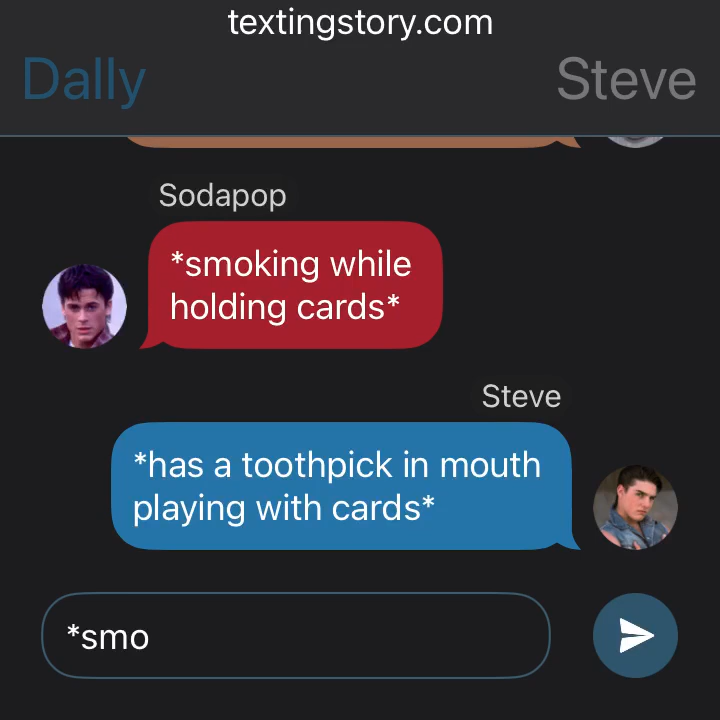 textingstory.com
Dally
Steve
Sodapop
*smoking while
holding cards*
Steve
*has a toothpick in mouth
playing with cards*
*smo